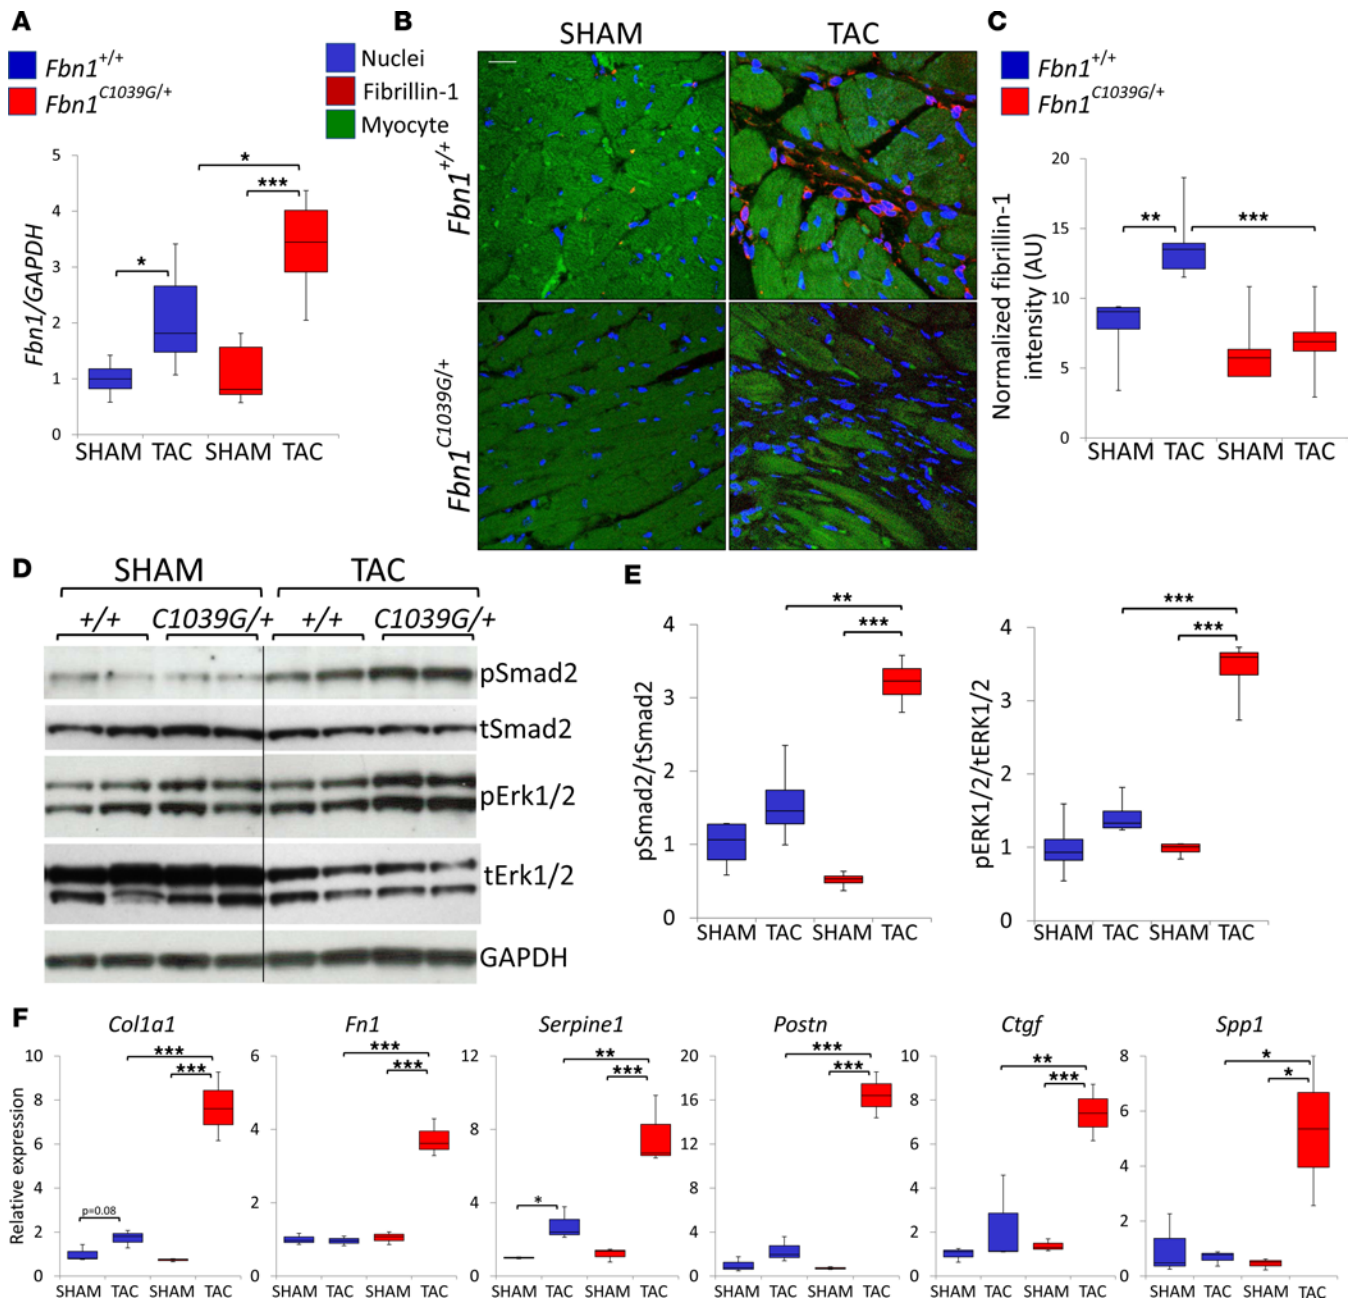 A
Fbn1+/+
Fbn1C1039G/+
Nuclei
Fibrillin-1
Myocyte
Fbn1/GAPDH
5
4
3
2
1
0
*
*
***
SHAM TAC SHAM TAC
B
SHAM TAC
Fbn1+/+
Fbn1C1039G/+
C
Fbn1+/+
Fbn1C1039G/+
Normalized fibrillin-1
intensity (AU)
20
15
10
5
0
** ***
SHAM TAC SHAM TAC
D
SHAM TAC
+/+ C1039G/+ +/+ C1039G/+
pSmad2
tSmad2
pErk1/2
tErk1/2
GAPDH
E
pSmad2/tSmad2
4
3
2
1
0
**
***
SHAM TAC SHAM TAC
pERK1/2/tERK1/2
4
3
2
1
0
***
***
SHAM TAC SHAM TAC
F
Relative expression
Col1a1
10
8
6
4
2
0
***
***
p=0.08
SHAM TAC SHAM TAC
Fn1
6
4
2
0
***
***
SHAM TAC SHAM TAC
Serpine1
12
8
4
0
**
***
*
SHAM TAC SHAM TAC
Postn
20
16
12
8
4
0
***
***
SHAM TAC SHAM TAC
Ctgf
10
8
6
4
2
0
**
***
SHAM TAC SHAM TAC
Spp1
8
6
4
2
0
*
*
SHAM TAC SHAM TAC